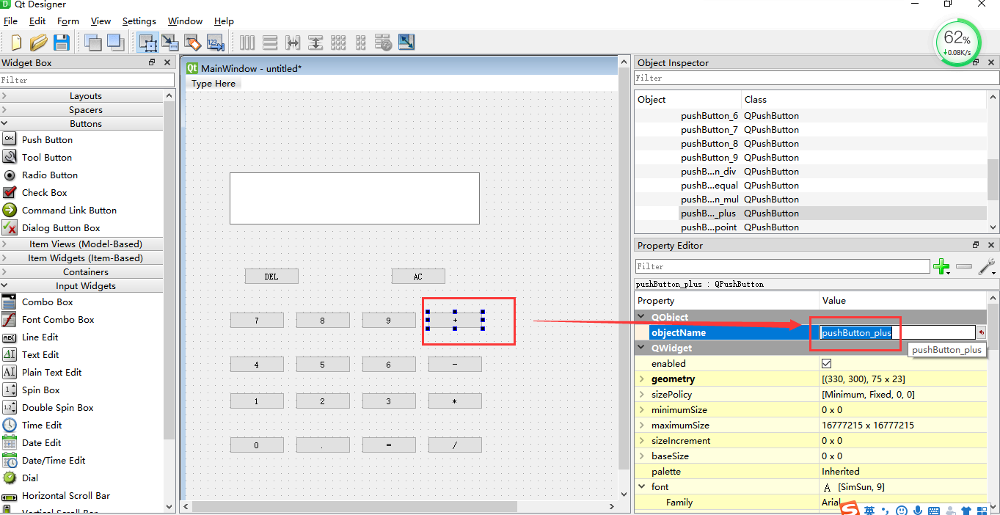 Qt Designer
File Edit Form View Settings Window Help
Widget Box
Filter
Layouts
Spacers
Buttons
Push Button
Tool Button
Radio Button
Check Box
Command Link Button
Dialog Button Box
Item Views (Model-Based)
Item Widgets (Item-Based)
Containers
Input Widgets
Combo Box
Font Combo Box
Line Edit
Text Edit
Plain Text Edit
Spin Box
Double Spin Box
Time Edit
Date Edit
Date/Time Edit
Dial
Horizontal Scroll Bar
Vertical Scroll Bar
MainWindow - untitled*
Type Here
DEL AC
7 8 9 +
4 5 6 -
1 2 3 *
0 . = /
62%
0.08K/s
Object Inspector
Filter
Object Class
pushButton_6 QPushButton
pushButton_7 QPushButton
pushButton_8 QPushButton
pushButton_9 QPushButton
pushB...n_div QPushButton
pushB...equal QPushButton
pushB...n_mul QPushButton
pushB..._plus QPushButton
pushB...point QPushButton
Property Editor
Filter
pushButton_plus : QPushButton
Property Value
QObject
objectName pushButton_plus
pushButton_plus
QWidget
enabled
geometry [(330, 300), 75 x 23]
sizePolicy [Minimum, Fixed, 0, 0]
minimumSize 0 x 0
maximumSize 16777215 x 16777215
sizeIncrement 0 x 0
baseSize 0 x 0
palette Inherited
font A [SimSun, 9]
Family Arial
英